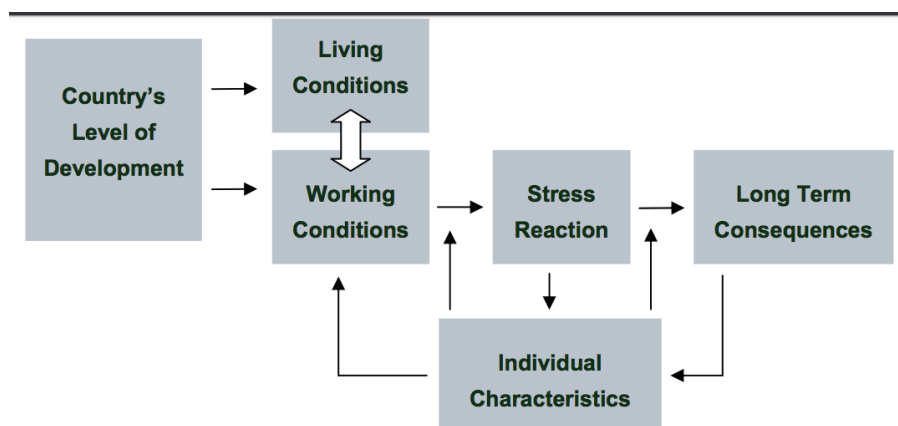 Living
Conditions
Country’s
Level of
Development
Working
Conditions
Stress
Reaction
Long Term
Consequences
Individual
Characteristics